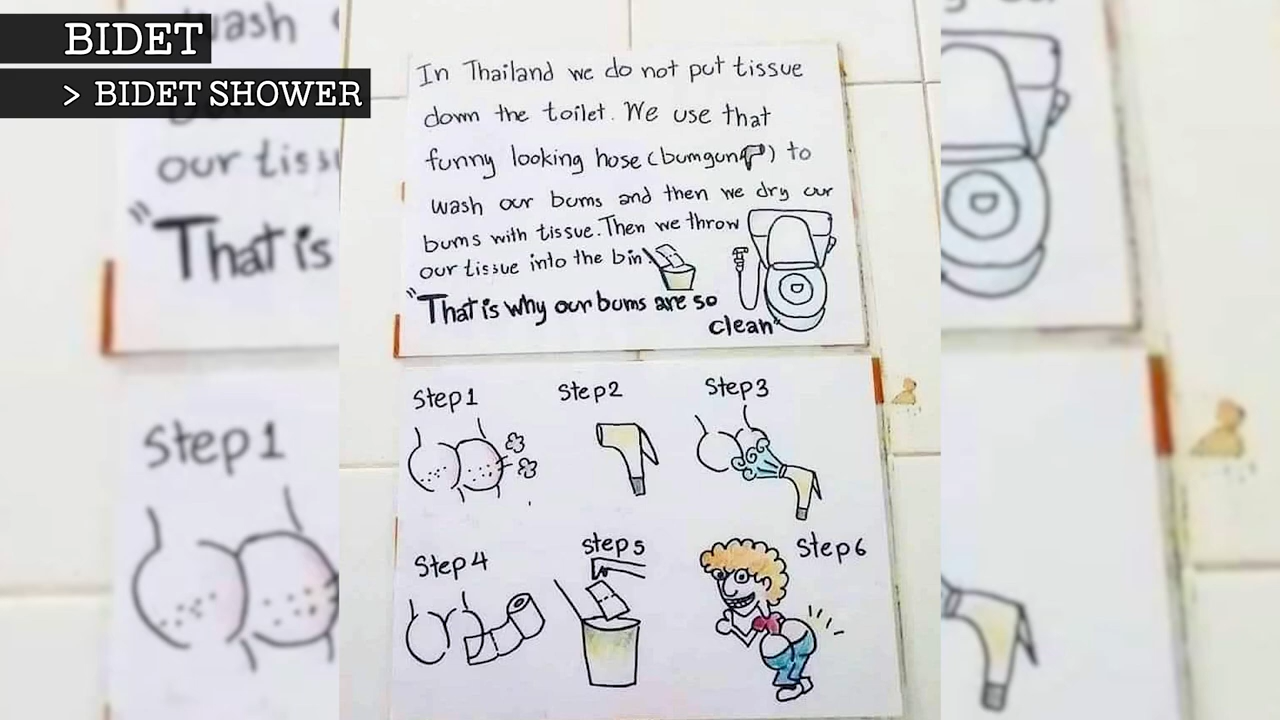 BIDET
> BIDET SHOWER
In Thailand we do not put tissue
down the toilet. We use that
funny looking hose (bumgun) to
wash our bums and then we dry our
bums with tissue. Then we throw
our tissue into the bin
"That is why our bums are so
clean"
Step 1
Step 2
Step 3
Step 4
Step 5
Step 6
wash
our tissu
"That is
Step 1